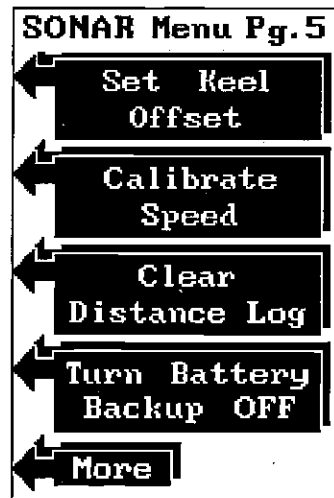 SONAR Menu Pg.5
Set Keel
Offset
Calibrate
Speed
Clear
Distance Log
Turn Battery
Backup OFF
More